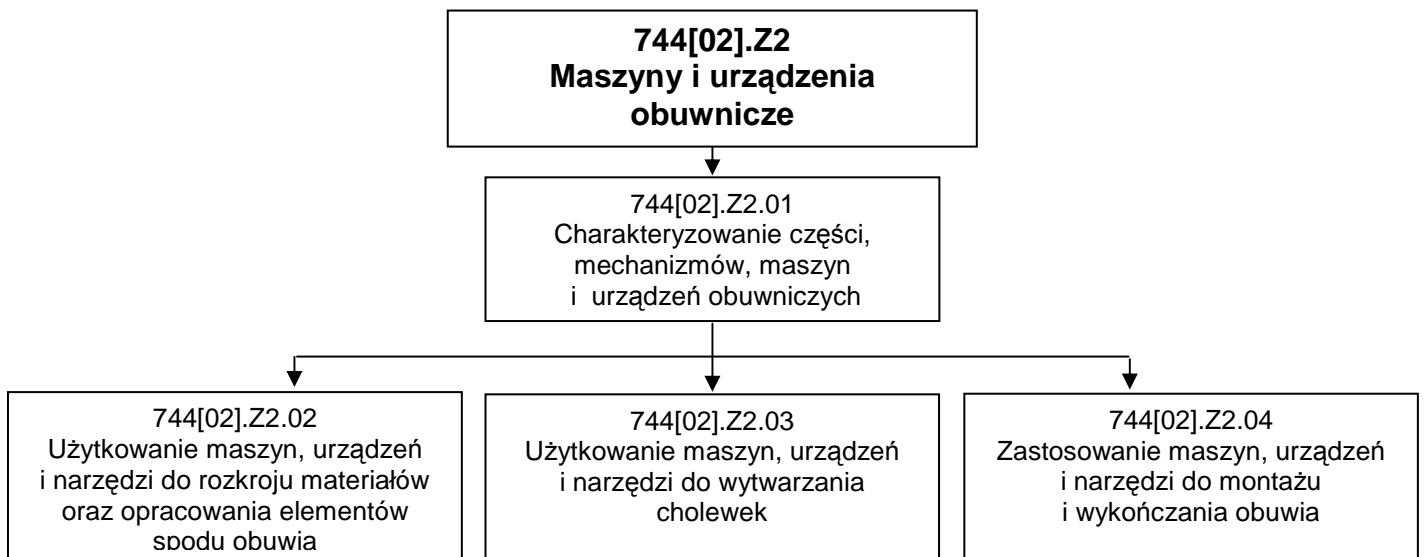 744[02].Z2
Maszyny i urządzenia
obuwnicze
744[02].Z2.01
Charakteryzowanie części,
mechanizmów, maszyn
i urządzeń obuwniczych
744[02].Z2.02
Użytkowanie maszyn, urządzeń
i narzędzi do rozkroju materiałów
oraz opracowania elementów
spodu obuwia
744[02].Z2.03
Użytkowanie maszyn, urządzeń
i narzędzi do wytwarzania
cholewek
744[02].Z2.04
Zastosowanie maszyn, urządzeń
i narzędzi do montażu
i wykończania obuwia